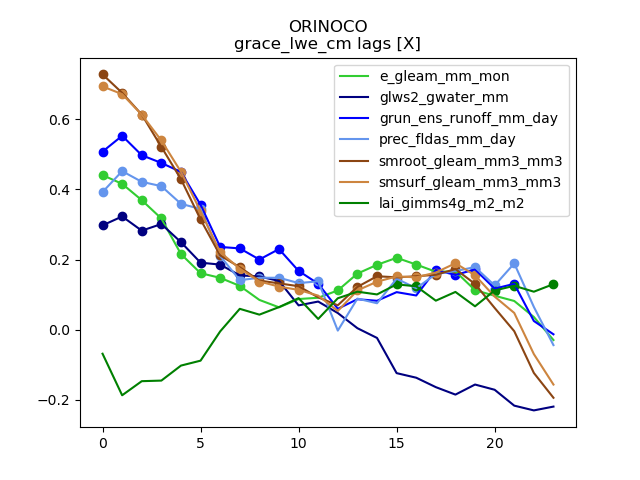 ORINOCO
grace_lwe_cm lags [X]
e_gleam_mm_mon
glws2_gwater_mm
grun_ens_runoff_mm_day
prec_fldas_mm_day
smroot_gleam_mm3_mm3
smsurf_gleam_mm3_mm3
lai_gimms4g_m2_m2
0.6
0.4
0.2
0.0
−0.2
0 5 10 15 20